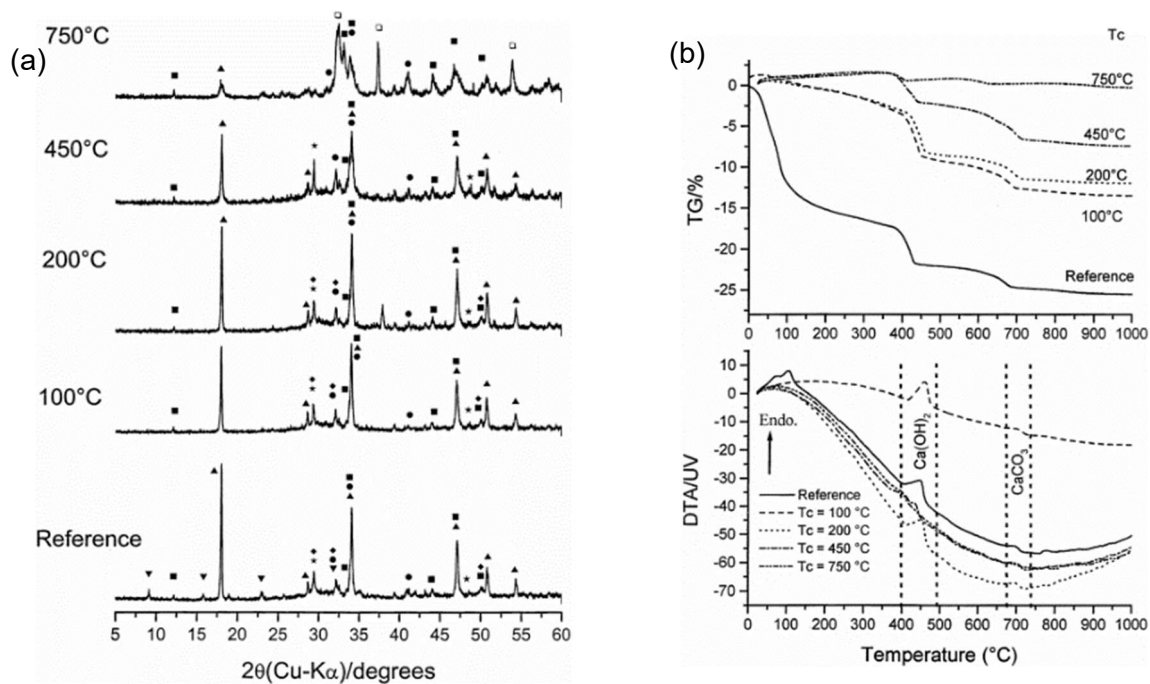 (a)
750°C
450°C
200°C
100°C
Reference
5 10 15 20 25 30 35 40 45 50 55 60
2θ(Cu-Kα)/degrees
(b)
Tc
5
0
-5
-10
-15
-20
-25
TG/%
750°C
450°C
200°C
100°C
Reference
0 100 200 300 400 500 600 700 800 900 1000
10
0
-10
-20
-30
-40
-50
-60
-70
DTA/UV
Endo.
Ca(OH)₂
CaCO₃
Reference
Tc = 100 °C
Tc = 200 °C
Tc = 450 °C
Tc = 750 °C
0 100 200 300 400 500 600 700 800 900 1000
Temperature (°C)